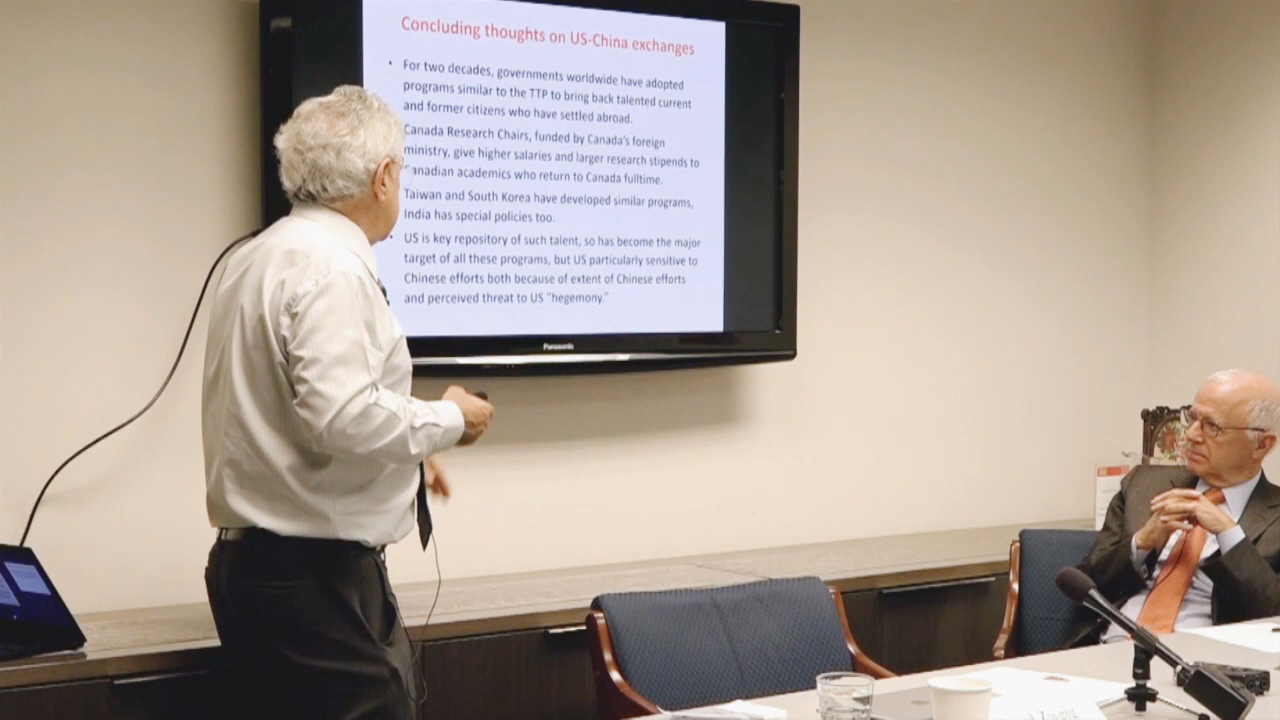 Concluding thoughts on US-China exchanges
• For two decades, governments worldwide have adopted
programs similar to the TTP to bring back talented current
and former citizens who have settled abroad.
Canada Research Chairs, funded by Canada's foreign
ministry, give higher salaries and larger research stipends to
Canadian academics who return to Canada fulltime.
Taiwan and South Korea have developed similar programs,
India has special policies too.
• US is key repository of such talent, so has become the major
target of all these programs, but US particularly sensitive to
Chinese efforts both because of extent of Chinese efforts
and perceived threat to US "hegemony."
Panasonic